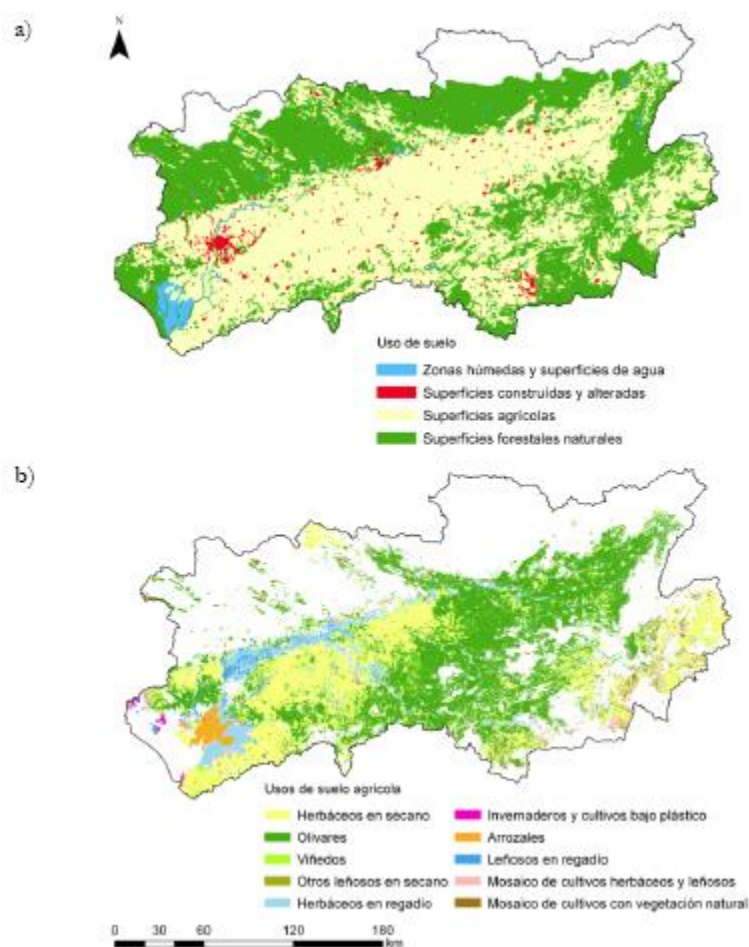 a)
N
Uso de suelo
Zonas húmedas y superficies de agua
Superficies construídas y alteradas
Superficies agrícolas
Superficies forestales naturales
b)
Usos de suelo agrícola
Herbáceos en secano
Olivares
Viñedos
Otros leñosos en secano
Herbáceos en regadío
Invernaderos y cultivos bajo plástico
Arrozales
Leñosos en regadío
Mosaico de cultivos herbáceos y leñosos
Mosaico de cultivos con vegetación natural
0 30 60 120 180
km